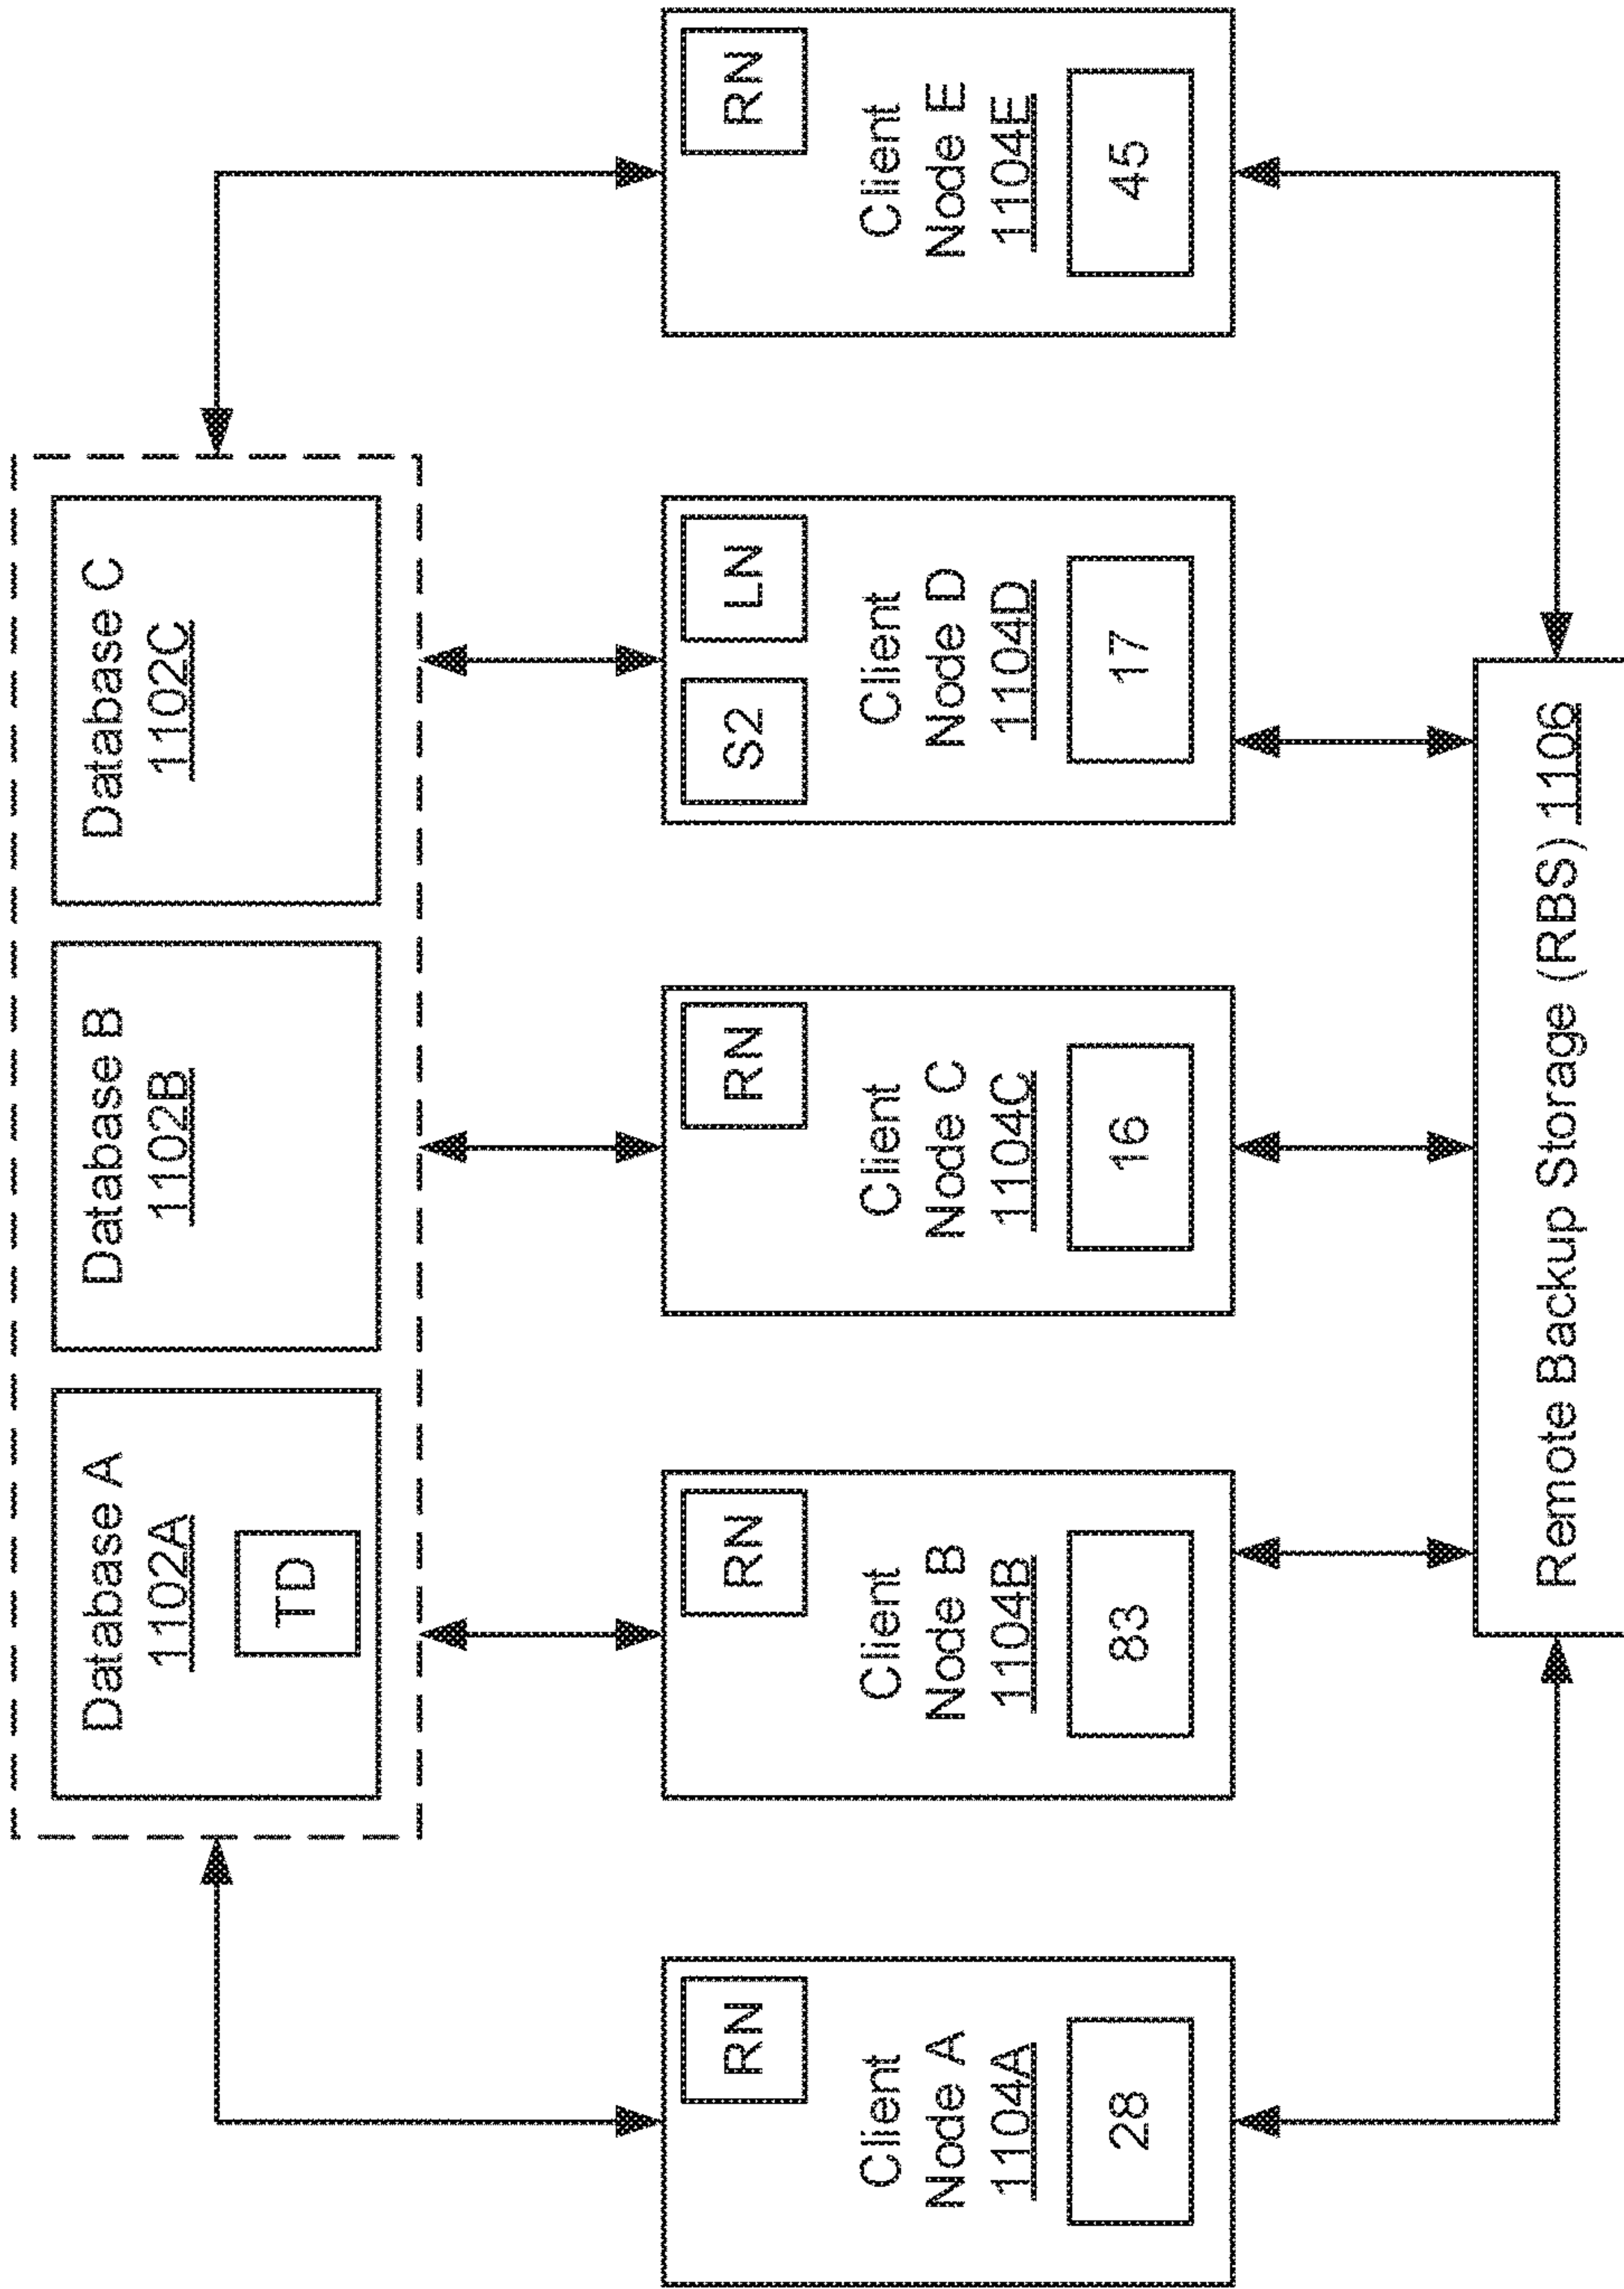 Database A
1102A
TD
Database B
1102B
Database C
1102C
RN
Client
Node A
1104A
28
RN
Client
Node B
1104B
83
RN
Client
Node C
1104C
16
S2
LN
Client
Node D
1104D
17
RN
Client
Node E
1104E
45
Remote Backup Storage (RBS) 1106